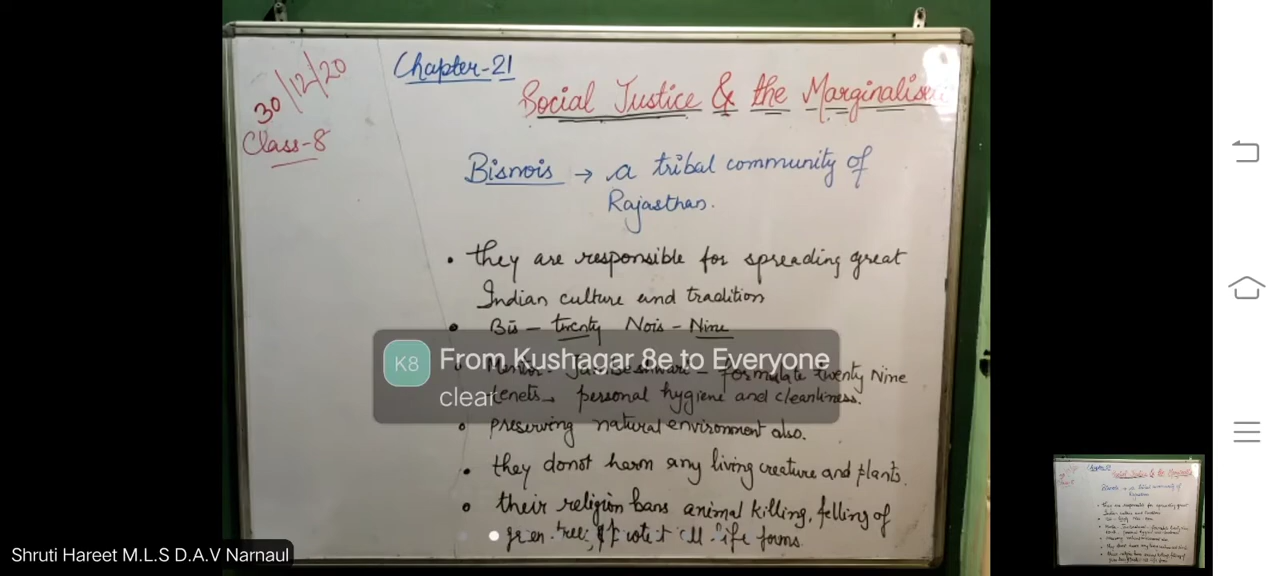 30/12/20
Class-8
Chapter-21
Social Justice & the Marginalised
Bisnois → a tribal community of
Rajasthan.
• they are responsible for spreading great
Indian culture and tradition
• Bis - twenty Nois - Nine
formulate twenty Nine
tenets → personal hygiene and cleanliness.
• preserving natural environment also.
• they donot harm any living creature and plants.
• their religion bans animal killing, felling of
green trees, & protect all life forms.
K8
From Kushagar 8e to Everyone
clear
Shruti Hareet M.L.S D.A.V Narnaul